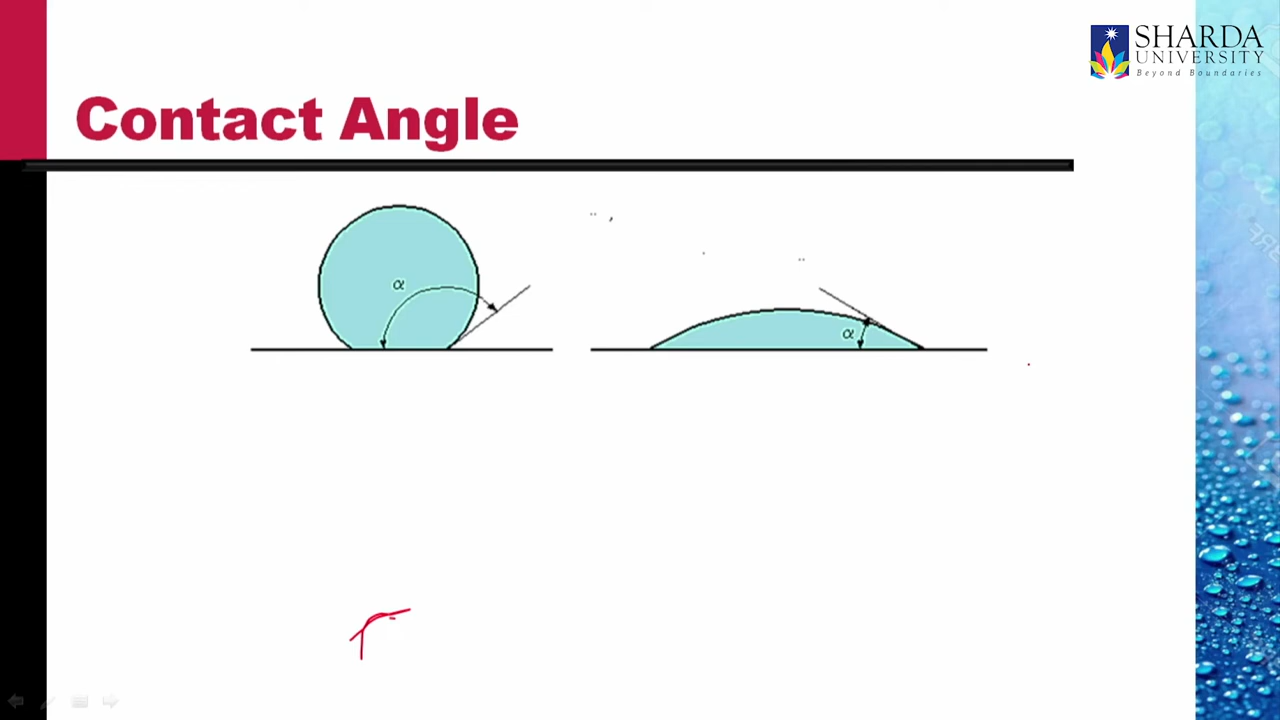 SHARDA
UNIVERSITY
Beyond Boundaries
Contact Angle
α
α